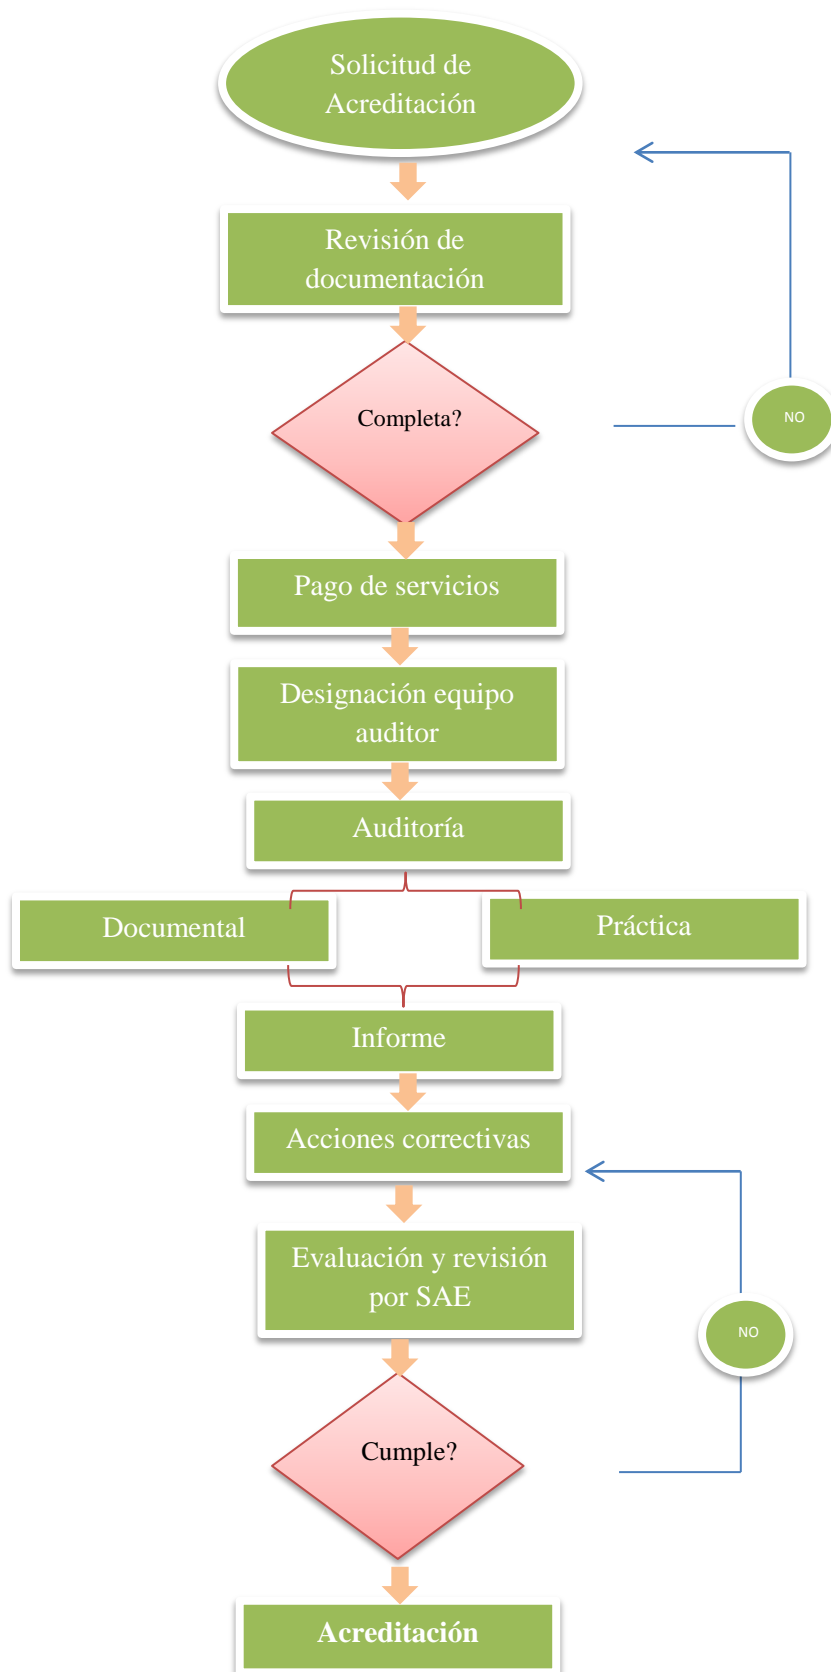 Solicitud de
Acreditación
Revisión de
documentación
Completa?
NO
Pago de servicios
Designación equipo
auditor
Auditoría
Documental
Práctica
Informe
Acciones correctivas
Evaluación y revisión
por SAE
NO
Cumple?
Acreditación